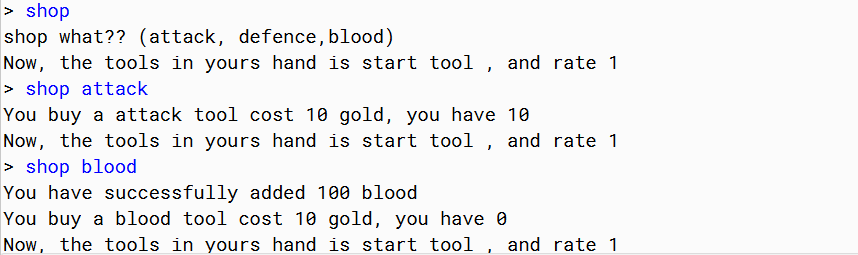 > shop
shop what?? (attack, defence,blood)
Now, the tools in yours hand is start tool , and rate 1
> shop attack
You buy a attack tool cost 10 gold, you have 10
Now, the tools in yours hand is start tool , and rate 1
> shop blood
You have successfully added 100 blood
You buy a blood tool cost 10 gold, you have 0
Now, the tools in yours hand is start tool , and rate 1